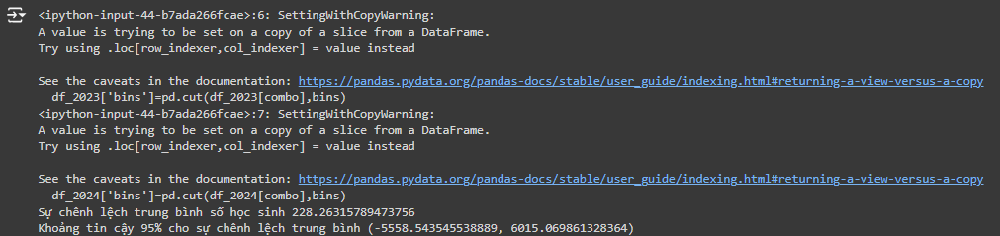 <ipython-input-44-b7ada266fcae>:6: SettingWithCopyWarning:
A value is trying to be set on a copy of a slice from a DataFrame.
Try using .loc[row_indexer,col_indexer] = value instead

See the caveats in the documentation: https://pandas.pydata.org/pandas-docs/stable/user_guide/indexing.html#returning-a-view-versus-a-copy
  df_2023['bins']=pd.cut(df_2023[combo],bins)
<ipython-input-44-b7ada266fcae>:7: SettingWithCopyWarning:
A value is trying to be set on a copy of a slice from a DataFrame.
Try using .loc[row_indexer,col_indexer] = value instead

See the caveats in the documentation: https://pandas.pydata.org/pandas-docs/stable/user_guide/indexing.html#returning-a-view-versus-a-copy
  df_2024['bins']=pd.cut(df_2024[combo],bins)
Sự chênh lệch trung bình số học sinh 228.26315789473756
Khoảng tin cậy 95% cho sự chênh lệch trung bình (-5558.543545538889, 6015.069861328364)